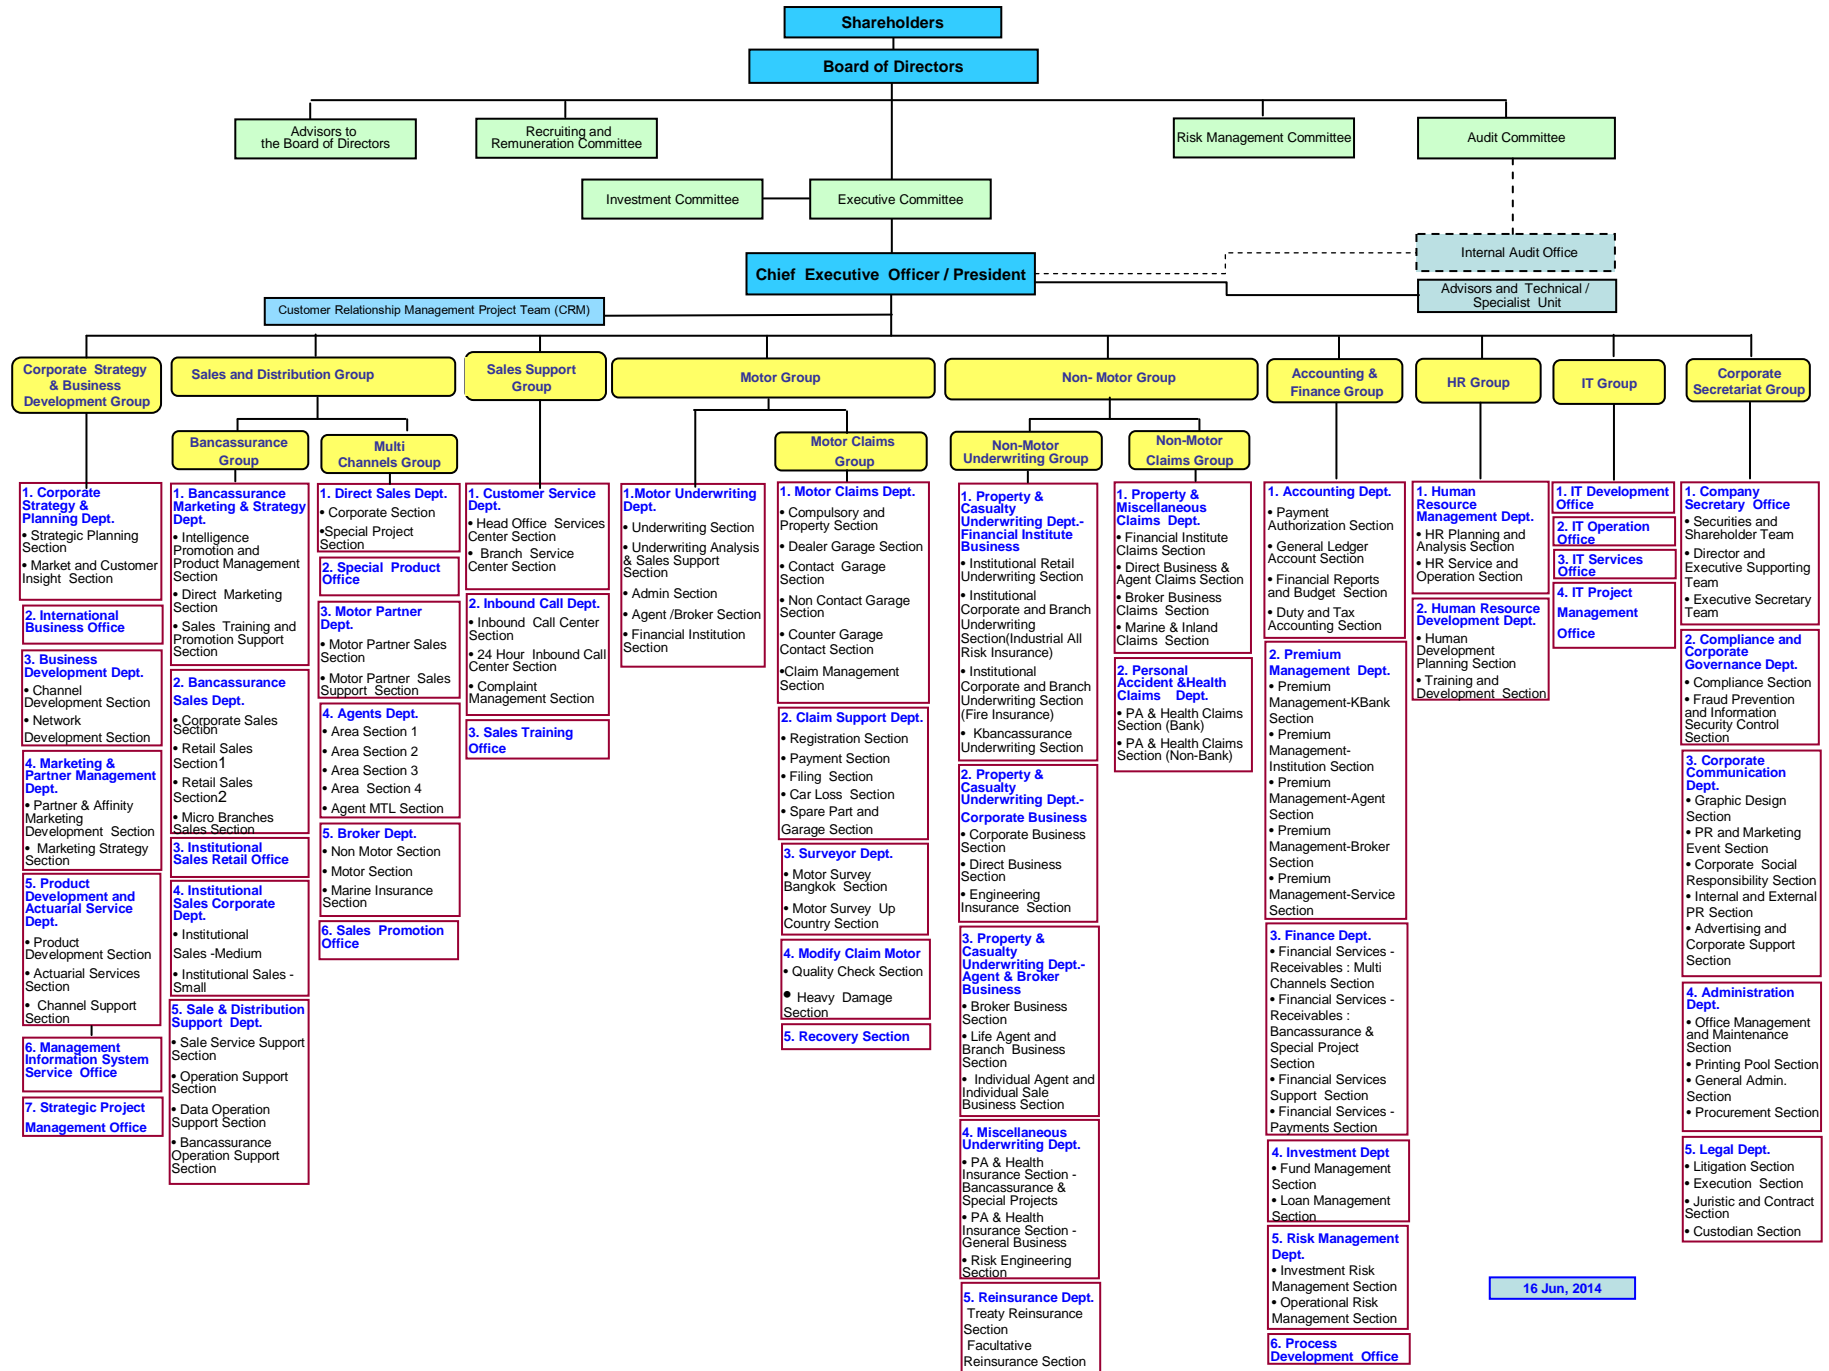 Shareholders
Board of Directors
Advisors to
the Board of Directors
Recruiting and
Remuneration Committee
Risk Management Committee
Audit Committee
Investment Committee
Executive Committee
Internal Audit Office
Chief Executive Officer / President
Advisors and Technical /
Specialist Unit
Customer Relationship Management Project Team (CRM)
Corporate Strategy
& Business
Development Group
Sales and Distribution Group
Sales Support
Group
Motor Group
Non- Motor Group
Accounting &
Finance Group
HR Group
IT Group
Corporate
Secretariat Group
Bancassurance
Group
Multi
Channels Group
Motor Claims
Group
Non-Motor
Underwriting Group
Non-Motor
Claims Group
1. Corporate
Strategy &
Planning Dept.
• Strategic Planning
Section
• Market and Customer
Insight Section
2. International
Business Office
3. Business
Development Dept.
• Channel
Development Section
• Network
Development Section
4. Marketing &
Partner Management
Dept.
• Partner & Affinity
Marketing
Development Section
• Marketing Strategy
Section
5. Product
Development and
Actuarial Service
Dept.
• Product
Development Section
• Actuarial Services
Section
• Channel Support
Section
6. Management
Information System
Service Office
7. Strategic Project
Management Office
1. Bancassurance
Marketing & Strategy
Dept.
• Intelligence
Promotion and
Product Management
Section
• Direct Marketing
Section
• Sales Training and
Promotion Support
Section
2. Bancassurance
Sales Dept.
• Corporate Sales
Section
• Retail Sales
Section1
• Retail Sales
Section2
• Micro Branches
Sales Section
3. Institutional
Sales Retail Office
4. Institutional
Sales Corporate
Dept.
• Institutional
Sales -Medium
• Institutional Sales -
Small
5. Sale & Distribution
Support Dept.
• Sale Service Support
Section
• Operation Support
Section
• Data Operation
Support Section
• Bancassurance
Operation Support
Section
1. Direct Sales Dept.
• Corporate Section
•Special Project
Section
2. Special Product
Office
3. Motor Partner
Dept.
• Motor Partner Sales
Section
• Motor Partner Sales
Support Section
4. Agents Dept.
• Area Section 1
• Area Section 2
• Area Section 3
• Area Section 4
• Agent MTL Section
5. Broker Dept.
• Non Motor Section
• Motor Section
• Marine Insurance
Section
6. Sales Promotion
Office
1. Customer Service
Dept.
• Head Office Services
Center Section
• Branch Service
Center Section
2. Inbound Call Dept.
• Inbound Call Center
Section
• 24 Hour Inbound Call
Center Section
• Complaint
Management Section
3. Sales Training
Office
1.Motor Underwriting
Dept.
• Underwriting Section
• Underwriting Analysis
& Sales Support
Section
• Admin Section
• Agent /Broker Section
• Financial Institution
Section
1. Motor Claims Dept.
• Compulsory and
Property Section
• Dealer Garage Section
• Contact Garage
Section
• Non Contact Garage
Section
• Counter Garage
Contact Section
•Claim Management
Section
2. Claim Support Dept.
• Registration Section
• Payment Section
• Filing Section
• Car Loss Section
• Spare Part and
Garage Section
3. Surveyor Dept.
• Motor Survey
Bangkok Section
• Motor Survey Up
Country Section
4. Modify Claim Motor
• Quality Check Section
• Heavy Damage
Section
5. Recovery Section
1. Property &
Casualty
Underwriting Dept.-
Financial Institute
Business
• Institutional Retail
Underwriting Section
• Institutional
Corporate and Branch
Underwriting
Section(Industrial All
Risk Insurance)
• Institutional
Corporate and Branch
Underwriting Section
(Fire Insurance)
• Kbancassurance
Underwriting Section
2. Property &
Casualty
Underwriting Dept.-
Corporate Business
• Corporate Business
Section
• Direct Business
Section
• Engineering
Insurance Section
3. Property &
Casualty
Underwriting Dept.-
Agent & Broker
Business
• Broker Business
Section
• Life Agent and
Branch Business
Section
• Individual Agent and
Individual Sale
Business Section
4. Miscellaneous
Underwriting Dept.
• PA & Health
Insurance Section -
Bancassurance &
Special Projects
• PA & Health
Insurance Section -
General Business
• Risk Engineering
Section
5. Reinsurance Dept.
Treaty Reinsurance
Section
Facultative
Reinsurance Section
1. Property &
Miscellaneous
Claims Dept.
• Financial Institute
Claims Section
• Direct Business &
Agent Claims Section
• Broker Business
Claims Section
• Marine & Inland
Claims Section
2. Personal
Accident &Health
Claims Dept.
• PA & Health Claims
Section (Bank)
• PA & Health Claims
Section (Non-Bank)
1. Accounting Dept.
• Payment
Authorization Section
• General Ledger
Account Section
• Financial Reports
and Budget Section
• Duty and Tax
Accounting Section
2. Premium
Management Dept.
• Premium
Management-KBank
Section
• Premium
Management-
Institution Section
• Premium
Management-Agent
Section
• Premium
Management-Broker
Section
• Premium
Management-Service
Section
3. Finance Dept.
• Financial Services -
Receivables : Multi
Channels Section
• Financial Services -
Receivables :
Bancassurance &
Special Project
Section
• Financial Services
Support Section
• Financial Services -
Payments Section
4. Investment Dept
• Fund Management
Section
• Loan Management
Section
5. Risk Management
Dept.
• Investment Risk
Management Section
• Operational Risk
Management Section
6. Process
Development Office
1. Human
Resource
Management Dept.
• HR Planning and
Analysis Section
• HR Service and
Operation Section
2. Human Resource
Development Dept.
• Human
Development
Planning Section
• Training and
Development Section
1. IT Development
Office
2. IT Operation
Office
3. IT Services
Office
4. IT Project
Management
Office
1. Company
Secretary Office
• Securities and
Shareholder Team
• Director and
Executive Supporting
Team
• Executive Secretary
Team
2. Compliance and
Corporate
Governance Dept.
• Compliance Section
• Fraud Prevention
and Information
Security Control
Section
3. Corporate
Communication
Dept.
• Graphic Design
Section
• PR and Marketing
Event Section
• Corporate Social
Responsibility Section
• Internal and External
PR Section
• Advertising and
Corporate Support
Section
4. Administration
Dept.
• Office Management
and Maintenance
Section
• Printing Pool Section
• General Admin.
Section
• Procurement Section
5. Legal Dept.
• Litigation Section
• Execution Section
• Juristic and Contract
Section
• Custodian Section
16 Jun, 2014